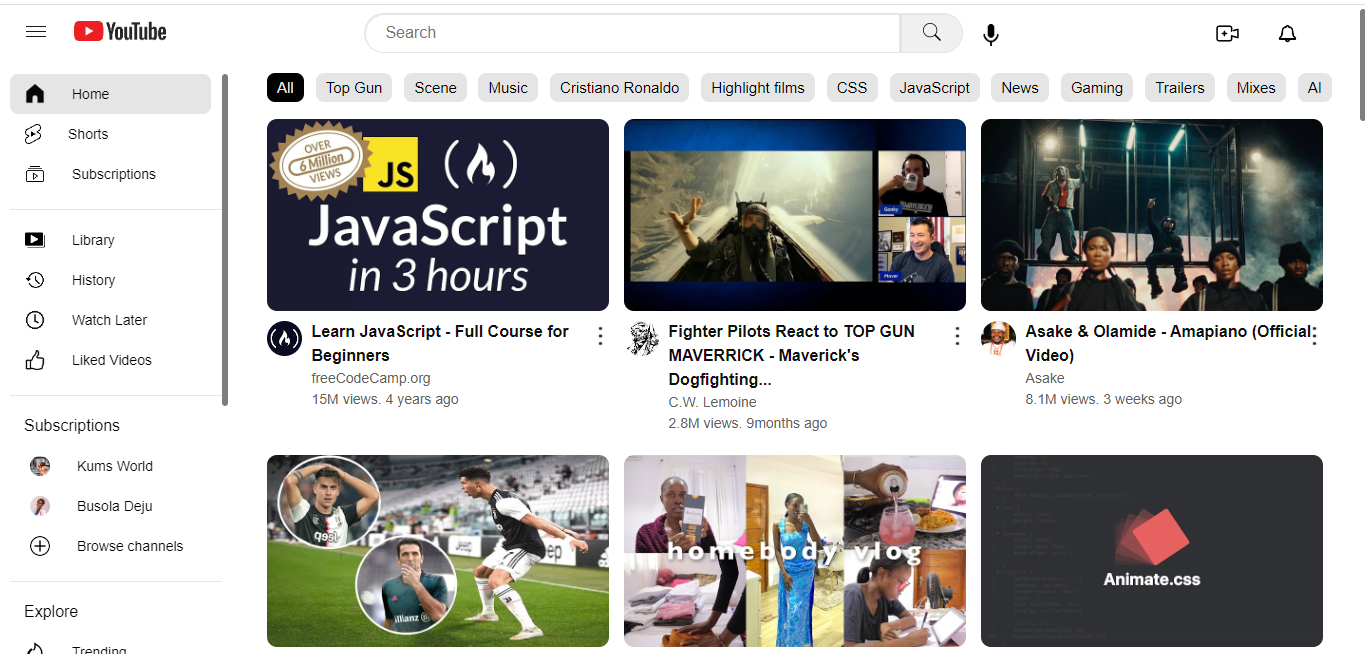 YouTube
Search
Home
Shorts
Subscriptions
Library
History
Watch Later
Liked Videos
Subscriptions
Kums World
Busola Deju
Browse channels
Explore
Trending
All
Top Gun
Scene
Music
Cristiano Ronaldo
Highlight films
CSS
JavaScript
News
Gaming
Trailers
Mixes
AI
OVER
6 Million
VIEWS
JS
JavaScript
in 3 hours
Learn JavaScript - Full Course for
Beginners
freeCodeCamp.org
15M views. 4 years ago
Gonky
Mover
Fighter Pilots React to TOP GUN
MAVERRICK - Maverick's
Dogfighting...
C.W. Lemoine
2.8M views. 9months ago
Asake & Olamide - Amapiano (Official
Video)
Asake
8.1M views. 3 weeks ago
Jeep
Allianz
homebody vlog
Animate.css